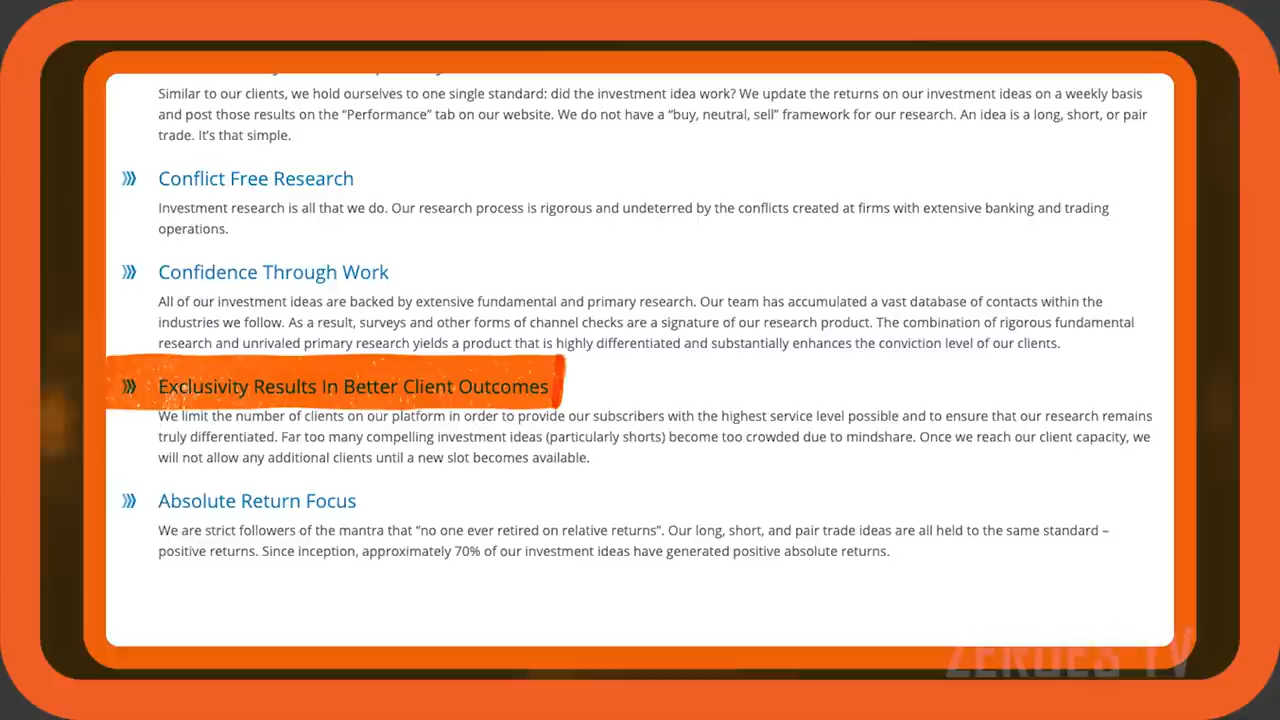 Similar to our clients, we hold ourselves to one single standard: did the investment idea work? We update the returns on our investment ideas on a weekly basis
and post those results on the “Performance” tab on our website. We do not have a “buy, neutral, sell” framework for our research. An idea is a long, short, or pair
trade. It’s that simple.
Conflict Free Research
Investment research is all that we do. Our research process is rigorous and undeterred by the conflicts created at firms with extensive banking and trading
operations.
Confidence Through Work
All of our investment ideas are backed by extensive fundamental and primary research. Our team has accumulated a vast database of contacts within the
industries we follow. As a result, surveys and other forms of channel checks are a signature of our research product. The combination of rigorous fundamental
research and unrivaled primary research yields a product that is highly differentiated and substantially enhances the conviction level of our clients.
Exclusivity Results In Better Client Outcomes
We limit the number of clients on our platform in order to provide our subscribers with the highest service level possible and to ensure that our research remains
truly differentiated. Far too many compelling investment ideas (particularly shorts) become too crowded due to mindshare. Once we reach our client capacity, we
will not allow any additional clients until a new slot becomes available.
Absolute Return Focus
We are strict followers of the mantra that “no one ever retired on relative returns”. Our long, short, and pair trade ideas are all held to the same standard –
positive returns. Since inception, approximately 70% of our investment ideas have generated positive absolute returns.
ZEROES TV